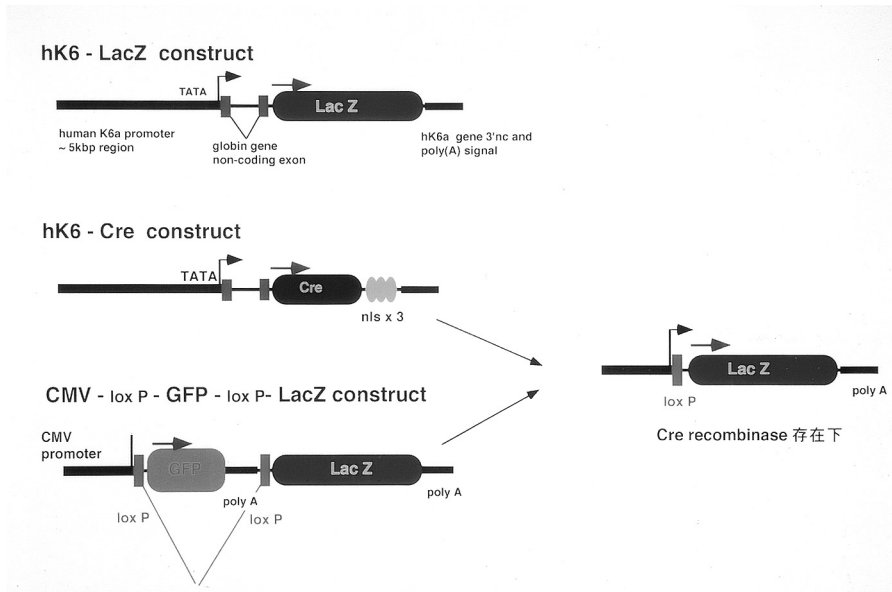 hK6 - LacZ construct
TATA
Lac Z
human K6a promoter
~ 5kbp region
globin gene
non-coding exon
hK6a gene 3'nc and
poly(A) signal
hK6 - Cre construct
TATA
Cre
nls x 3
CMV - lox P - GFP - lox P- LacZ construct
CMV
promoter
GFP
Lac Z
poly A
poly A
lox P
lox P
Lac Z
lox P
poly A
Cre recombinase 存在下